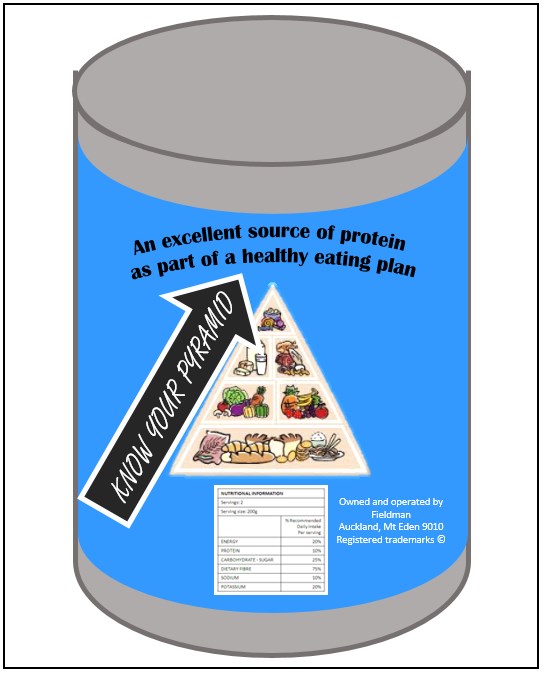 An excellent source of protein
as part of a healthy eating plan
KNOW YOUR PYRAMID
NUTRITIONAL INFORMATION
Servings: 2
Serving size: 200g
% Recommended
Daily Intake
Per serving
ENERGY 20%
PROTEIN 10%
CARBOHYDRATE - SUGAR 25%
DIETARY FIBRE 75%
SODIUM 10%
POTASSIUM 20%
Owned and operated by
Fieldman
Auckland, Mt Eden 9010
Registered trademarks ©